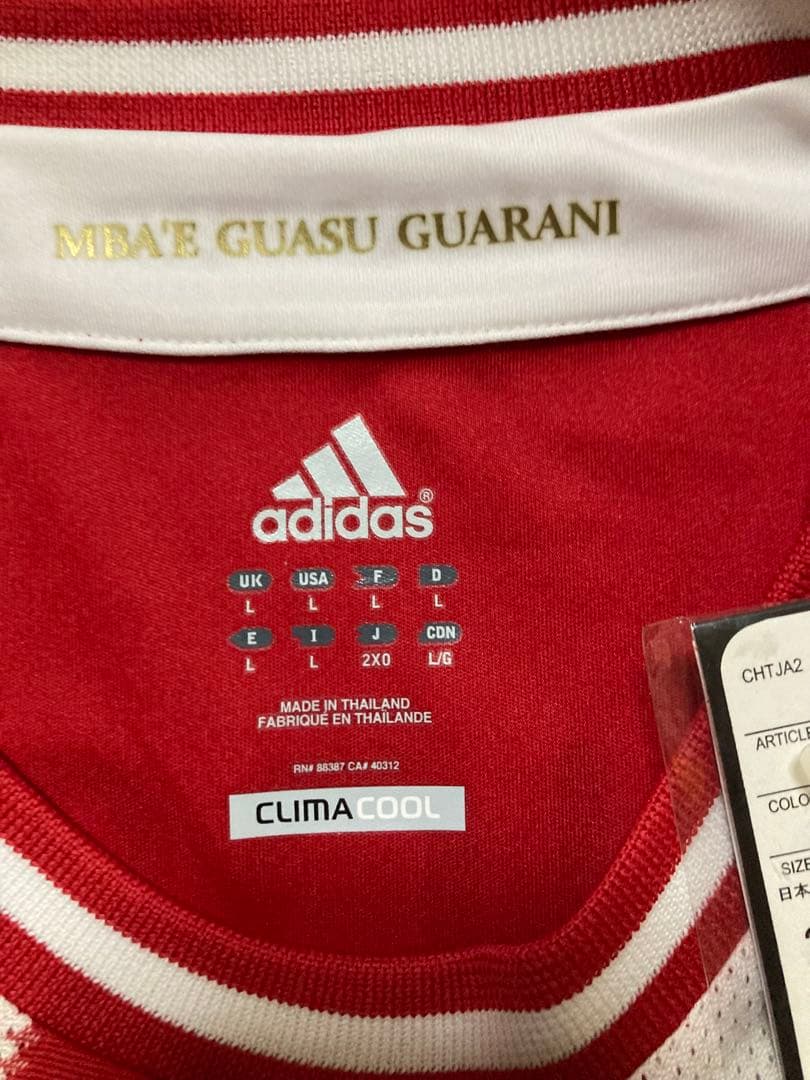 MBA'E GUASU GUARANI
adidas®
UK USA F D
L L L L
E I J CDN
L L 2XO L/G
MADE IN THAILAND
FABRIQUÉ EN THAÏLANDE
RN# 88387 CA# 40312
CLIMACOOL
CHTJA2
ARTICLE
COLO
SIZE
日本